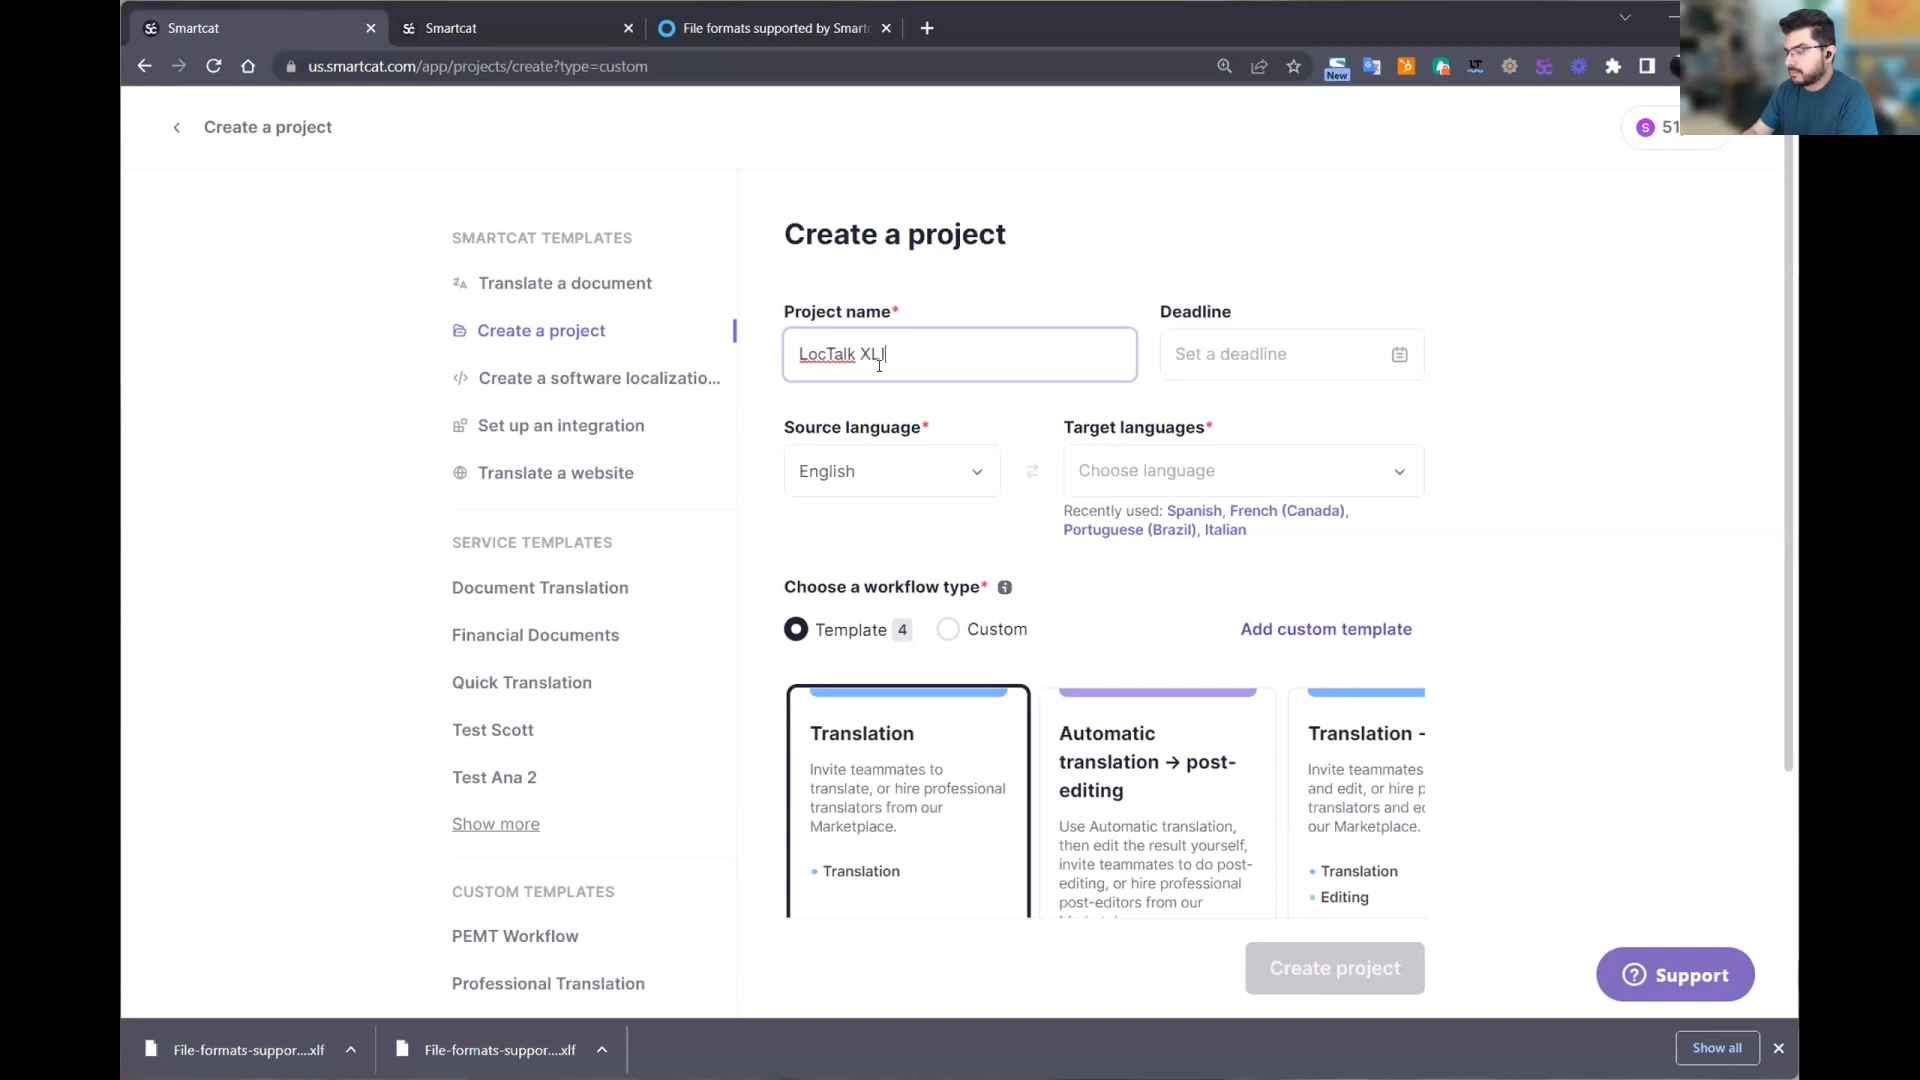 Smartcat
Smartcat
File formats supported by Smartc
us.smartcat.com/app/projects/create?type=custom
New
Create a project
S 51
SMARTCAT TEMPLATES
Translate a document
Create a project
Create a software localizatio...
Set up an integration
Translate a website
SERVICE TEMPLATES
Document Translation
Financial Documents
Quick Translation
Test Scott
Test Ana 2
Show more
CUSTOM TEMPLATES
PEMT Workflow
Professional Translation
Create a project
Project name*
Deadline
LocTalk XLI
Set a deadline
Source language*
Target languages*
English
Choose language
Recently used: Spanish, French (Canada),
Portuguese (Brazil), Italian
Choose a workflow type*
Template 4
Custom
Add custom template
Translation
Invite teammates to
translate, or hire professional
translators from our
Marketplace.
• Translation
Automatic
translation → post-
editing
Use Automatic translation,
then edit the result yourself,
invite teammates to do post-
editing, or hire professional
post-editors from our
Translation -
Invite teammates
and edit, or hire p
translators and ec
our Marketplace.
• Translation
• Editing
Create project
Support
File-formats-suppor....xlf
File-formats-suppor....xlf
Show all